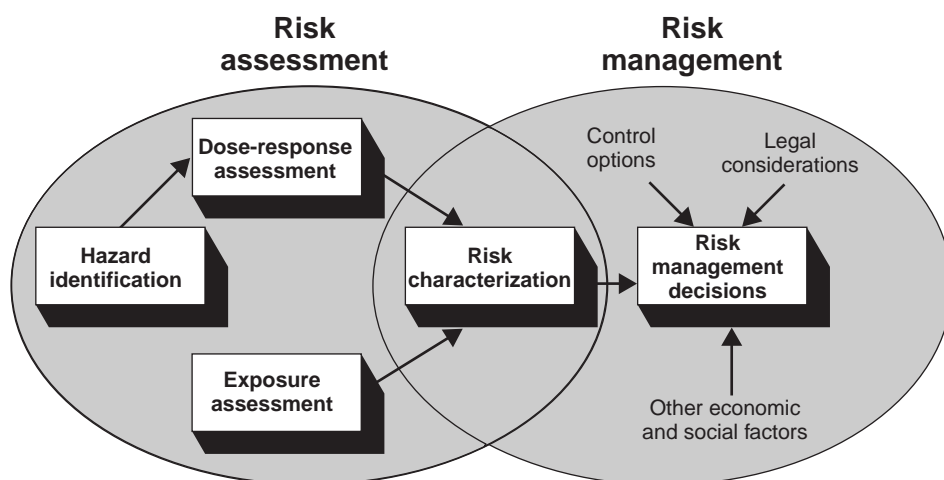 Risk
assessment
Risk
management
Dose-response
assessment
Control
options
Legal
considerations
Hazard
identification
Risk
characterization
Risk
management
decisions
Exposure
assessment
Other economic
and social factors